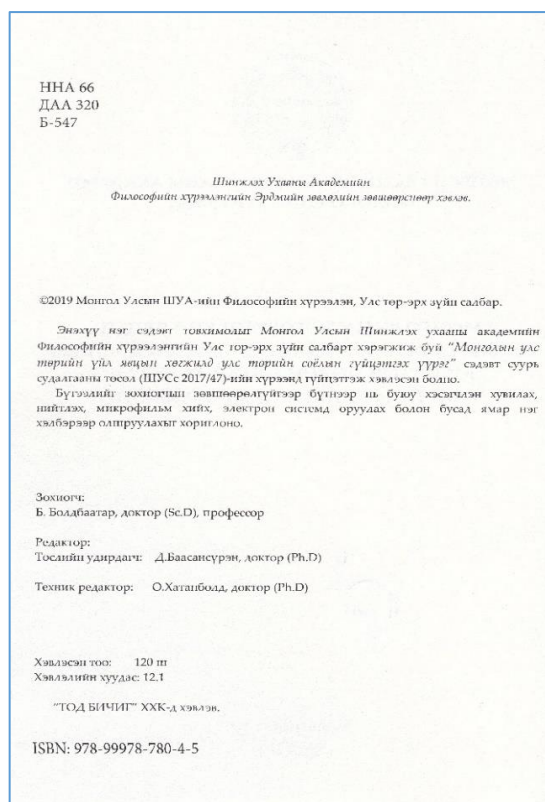 ННА 66
ДАА 320
Б-547
Шинжлэх Ухааны Академийн
Философийн хүрээлэнгийн Эрдмийн зөвлөлийн зөвшөөрснөөр хэвлэв.
©2019 Монгол Улсын ШУА-ийн Философийн хүрээлэн, Улс төр-эрх зүйн салбар.
Энэхүү нэг сэдэвт товхимолыг Монгол Улсын Шинжлэх ухааны академийн
Философийн хүрээлэнгийн Улс төр-эрх зүйн салбарт хэрэгжиж буй "Монголын улс
төрийн үйл явцын хөгжилд улс төрийн соёлын гүйцэтгэх үүрэг" сэдэвт суурь
судалгааны төсөл (ШУСс 2017/47)-ийн хүрээнд гүйцэтгэж хэвлэсэн болно.
Бүтээлийг зохиогчын зөвшөөрөлгүйгээр бүтнээр нь буюу хэсэгчлэн хувилах,
нийтлэх, микрофильм хийх, электрон системд оруулах болон бусад ямар нэг
хэлбэрээр олшруулахыг хориглоно.
Зохиогч:
Б. Болдбаатар, доктор (Sc.D), профессор
Редактор:
Төслийн удирдагч: Д.Баасансүрэн, доктор (Ph.D)
Техник редактор: О.Хатанболд, доктор (Ph.D)
Хэвлэсэн тоо: 120 ш
Хэвлэлийн хуудас: 12.1
"ТОД БИЧИГ" ХХК-д хэвлэв.
ISBN: 978-99978-780-4-5